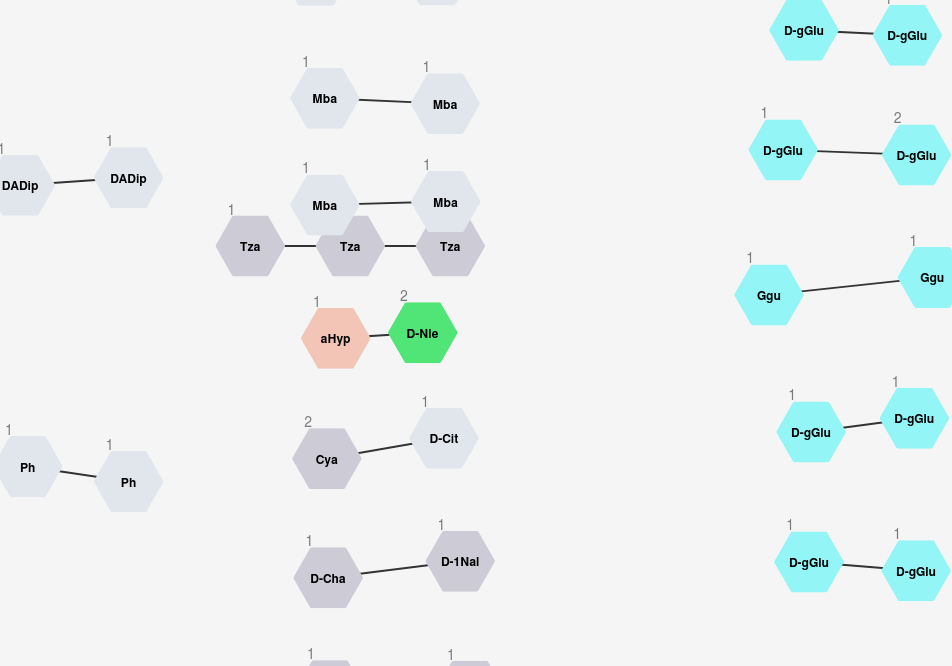 D-gGlu 1 D-gGlu
1 Mba 1 Mba
1 D-gGlu 2 D-gGlu
1 DADip 1 DADip
1 Mba 1 Mba
1 Tza Tza Tza
1 Ggu 1 Ggu
1 aHyp 2 D-Nle
1 D-gGlu 1 D-gGlu
2 Cya 1 D-Cit
1 Ph 1 Ph
1 D-Cha 1 D-1Nal
1 D-gGlu 1 D-gGlu
1 1